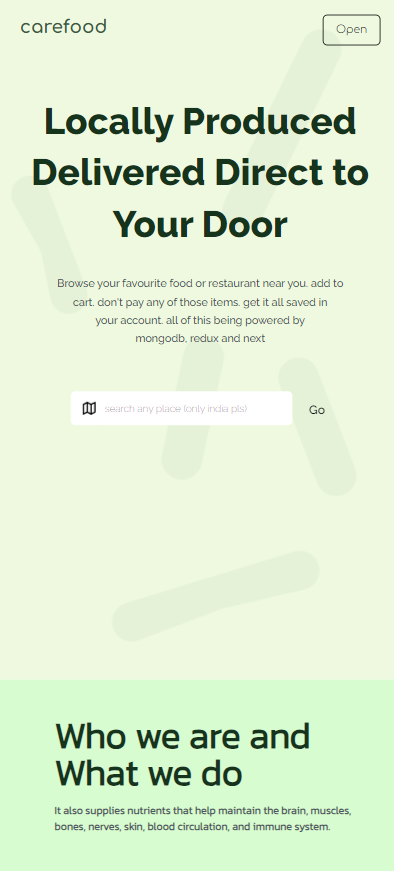 carefood
Open
Locally Produced
Delivered Direct to
Your Door
Browse your favourite food or restaurant near you. add to
cart. don't pay any of those items. get it all saved in
your account. all of this being powered by
mongodb, redux and next
search any place (only india pls)
Go
Who we are and
What we do
It also supplies nutrients that help maintain the brain, muscles,
bones, nerves, skin, blood circulation, and immune system.